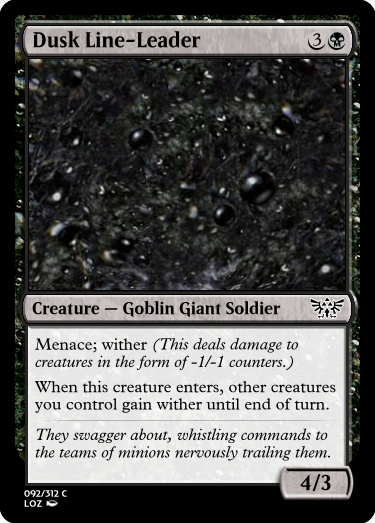 Dusk Line-Leader 3
Creature — Goblin Giant Soldier
Menace; wither (This deals damage to
creatures in the form of -1/-1 counters.)
When this creature enters, other creatures
you control gain wither until end of turn.
They swagger about, whistling commands to
the teams of minions nervously trailing them.
4/3
092/312 C
LOZ